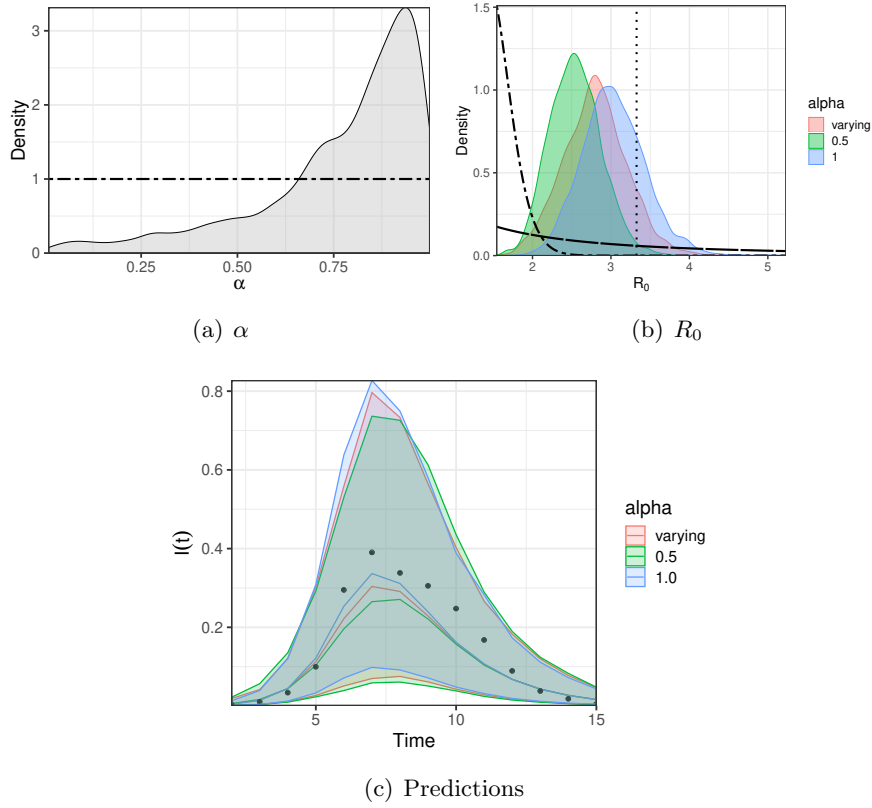 3
2
1
0
Density
0.25
0.50
0.75
α
(a) α
1.5
1.0
0.5
0.0
Density
2
3
4
5
R0
alpha
varying
0.5
1
(b) R0
0.8
0.6
0.4
0.2
I(t)
5
10
15
Time
alpha
varying
0.5
1.0
(c) Predictions